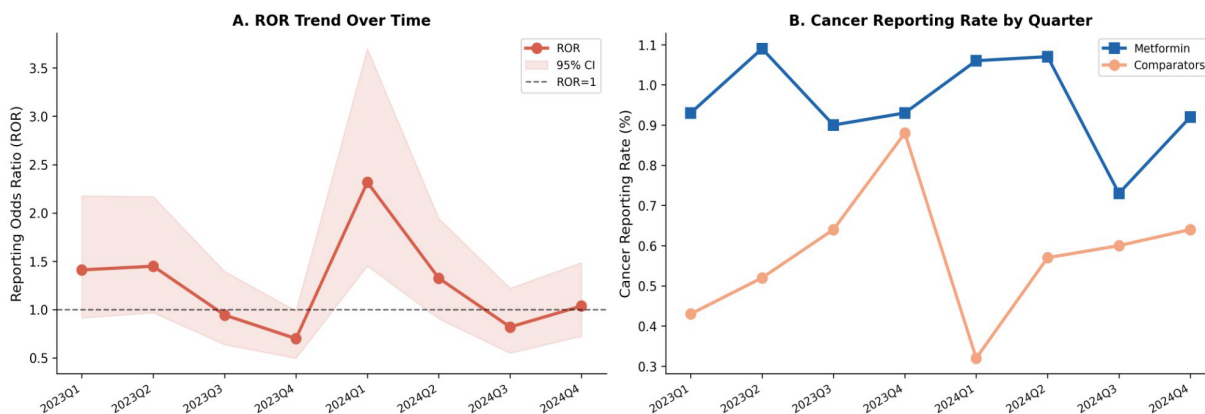 A. ROR Trend Over Time
Reporting Odds Ratio (ROR)
3.5
3.0
2.5
2.0
1.5
1.0
0.5
ROR
95% CI
ROR=1
2023Q1
2023Q2
2023Q3
2023Q4
2024Q1
2024Q2
2024Q3
2024Q4
B. Cancer Reporting Rate by Quarter
Cancer Reporting Rate (%)
1.1
1.0
0.9
0.8
0.7
0.6
0.5
0.4
0.3
Metformin
Comparators
2023Q1
2023Q2
2023Q3
2023Q4
2024Q1
2024Q2
2024Q3
2024Q4